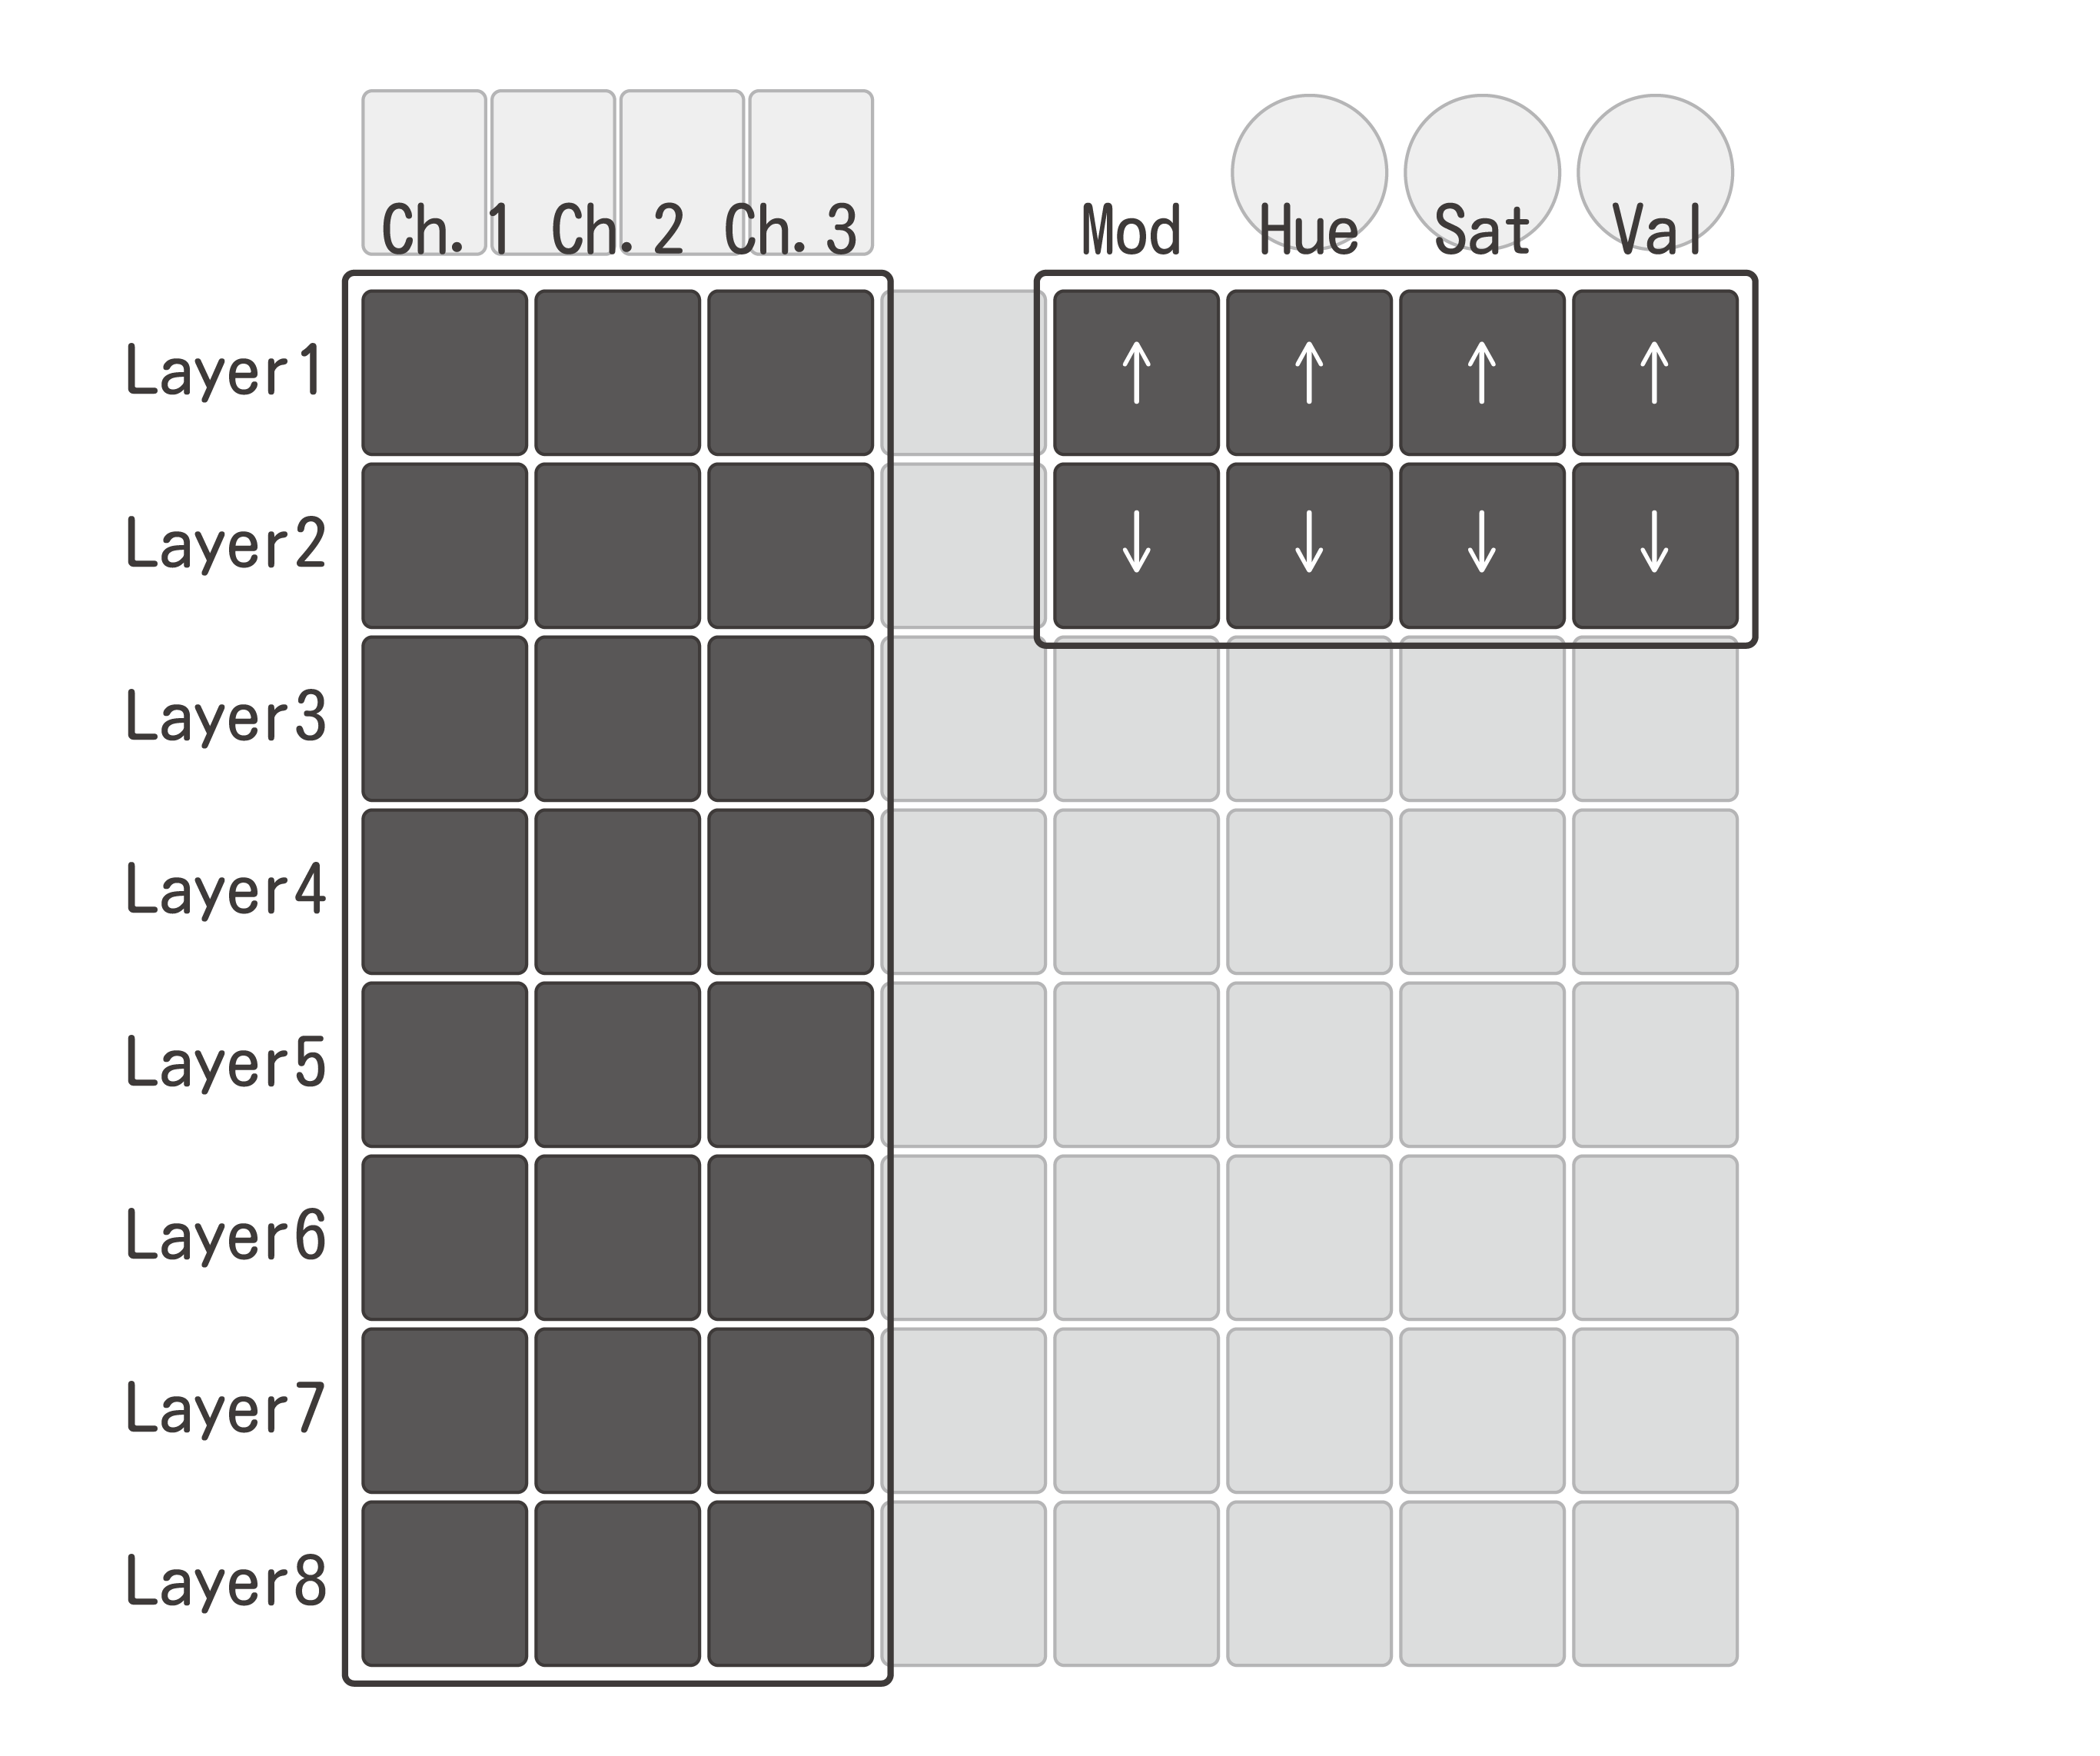 Ch. 1 Ch. 2 Ch. 3 Mod Hue Sat Val
Layer1 ↑ ↑ ↑ ↑
Layer2 ↓ ↓ ↓ ↓
Layer3
Layer4
Layer5
Layer6
Layer7
Layer8